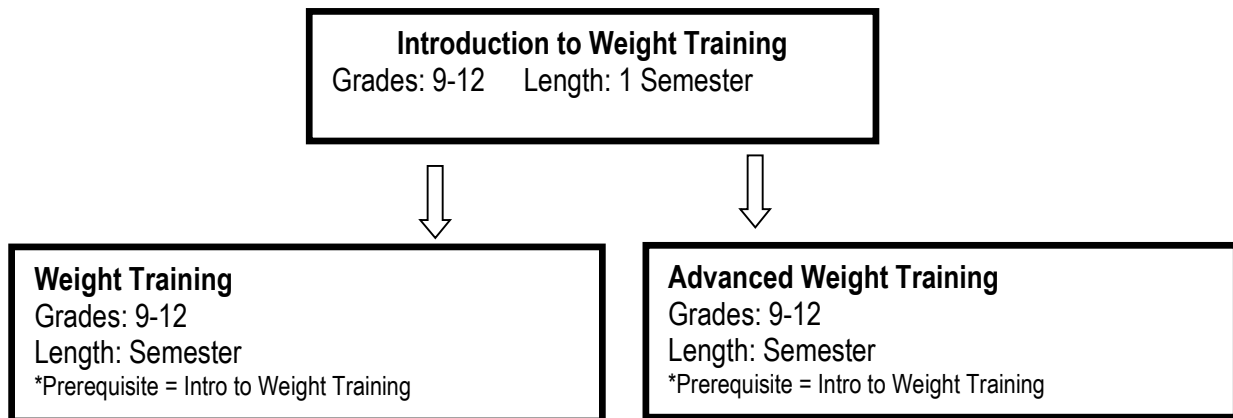 Introduction to Weight Training
Grades: 9-12 Length: 1 Semester
Weight Training
Grades: 9-12
Length: Semester
*Prerequisite = Intro to Weight Training
Advanced Weight Training
Grades: 9-12
Length: Semester
*Prerequisite = Intro to Weight Training